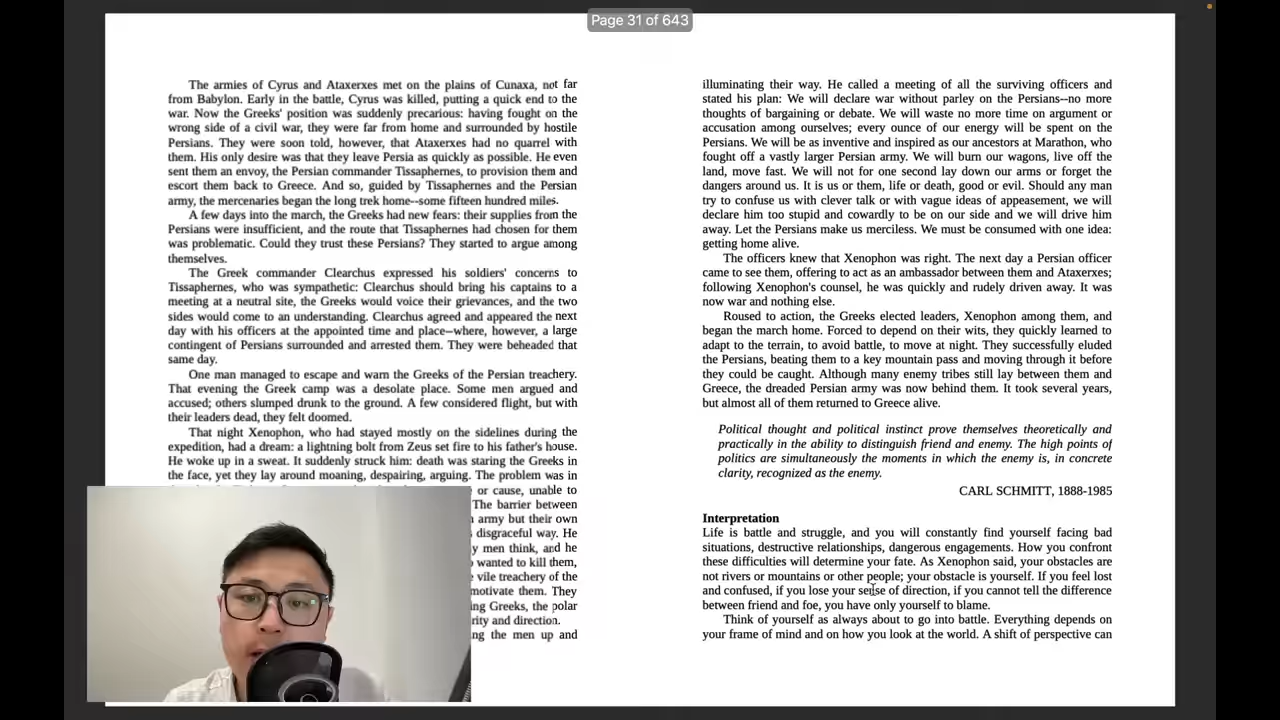 Page 31 of 643
The armies of Cyrus and Ataxerxes met on the plains of Cunaxa, not far
from Babylon. Early in the battle, Cyrus was killed, putting a quick end to the
war. Now the Greeks' position was suddenly precarious: having fought on the
wrong side of a civil war, they were far from home and surrounded by hostile
Persians. They were soon told, however, that Ataxerxes had no quarrel with
them. His only desire was that they leave Persia as quickly as possible. He even
sent them an envoy, the Persian commander Tissaphernes, to provision them and
escort them back to Greece. And so, guided by Tissaphernes and the Persian
army, the mercenaries began the long trek home--some fifteen hundred miles.
A few days into the march, the Greeks had new fears: their supplies from the
Persians were insufficient, and the route that Tissaphernes had chosen for them
was problematic. Could they trust these Persians? They started to argue among
themselves.
The Greek commander Clearchus expressed his soldiers' concerns to
Tissaphernes, who was sympathetic: Clearchus should bring his captains to a
meeting at a neutral site, the Greeks would voice their grievances, and the two
sides would come to an understanding. Clearchus agreed and appeared the next
day with his officers at the appointed time and place--where, however, a large
contingent of Persians surrounded and arrested them. They were beheaded that
same day.
One man managed to escape and warn the Greeks of the Persian treachery.
That evening the Greek camp was a desolate place. Some men argued and
accused; others slumped drunk to the ground. A few considered flight, but with
their leaders dead, they felt doomed.
That night Xenophon, who had stayed mostly on the sidelines during the
expedition, had a dream: a lightning bolt from Zeus set fire to his father's house.
He woke up in a sweat. It suddenly struck him: death was staring the Greeks in
the face, yet they lay around moaning, despairing, arguing. The problem was in
or cause, unable to
The barrier between
army but their own
disgraceful way. He
men think, and he
wanted to kill them,
vile treachery of the
motivate them. They
ing Greeks, the polar
rity and direction.
ng the men up and
illuminating their way. He called a meeting of all the surviving officers and
stated his plan: We will declare war without parley on the Persians--no more
thoughts of bargaining or debate. We will waste no more time on argument or
accusation among ourselves; every ounce of our energy will be spent on the
Persians. We will be as inventive and inspired as our ancestors at Marathon, who
fought off a vastly larger Persian army. We will burn our wagons, live off the
land, move fast. We will not for one second lay down our arms or forget the
dangers around us. It is us or them, life or death, good or evil. Should any man
try to confuse us with clever talk or with vague ideas of appeasement, we will
declare him too stupid and cowardly to be on our side and we will drive him
away. Let the Persians make us merciless. We must be consumed with one idea:
getting home alive.
The officers knew that Xenophon was right. The next day a Persian officer
came to see them, offering to act as an ambassador between them and Ataxerxes;
following Xenophon's counsel, he was quickly and rudely driven away. It was
now war and nothing else.
Roused to action, the Greeks elected leaders, Xenophon among them, and
began the march home. Forced to depend on their wits, they quickly learned to
adapt to the terrain, to avoid battle, to move at night. They successfully eluded
the Persians, beating them to a key mountain pass and moving through it before
they could be caught. Although many enemy tribes still lay between them and
Greece, the dreaded Persian army was now behind them. It took several years,
but almost all of them returned to Greece alive.
Political thought and political instinct prove themselves theoretically and
practically in the ability to distinguish friend and enemy. The high points of
politics are simultaneously the moments in which the enemy is, in concrete
clarity, recognized as the enemy.
CARL SCHMITT, 1888-1985
Interpretation
Life is battle and struggle, and you will constantly find yourself facing bad
situations, destructive relationships, dangerous engagements. How you confront
these difficulties will determine your fate. As Xenophon said, your obstacles are
not rivers or mountains or other people; your obstacle is yourself. If you feel lost
and confused, if you lose your sense of direction, if you cannot tell the difference
between friend and foe, you have only yourself to blame.
Think of yourself as always about to go into battle. Everything depends on
your frame of mind and on how you look at the world. A shift of perspective can